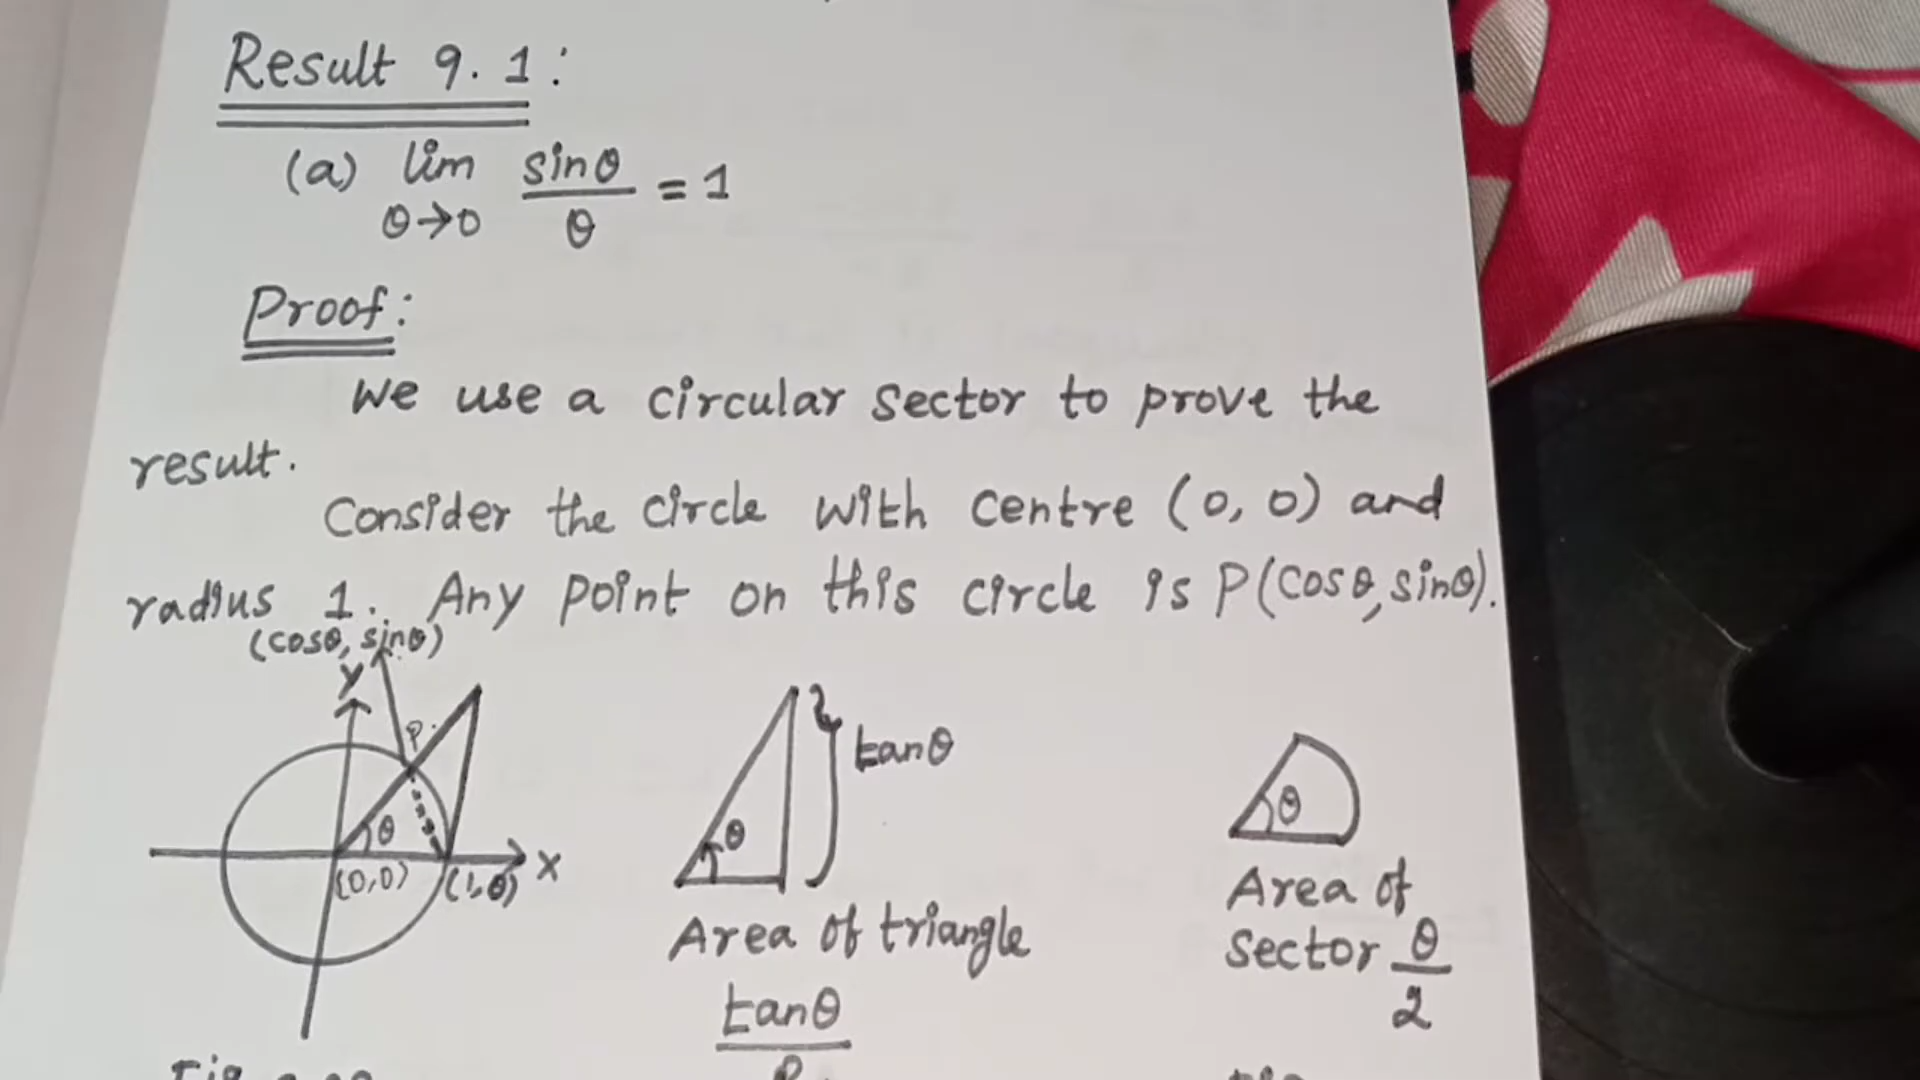 Result 9.1:
(a) lim sinθ = 1
θ→0 θ
Proof:
We use a circular sector to prove the
result.
Consider the circle with centre (0, 0) and
radius 1. Any point on this circle is P(cosθ, sinθ).
(cosθ, sinθ)
Y
P
tanθ
θ
θ
θ
(0,0)
(1,0)
X
Area of triangle
tanθ
Area of
sector θ
2